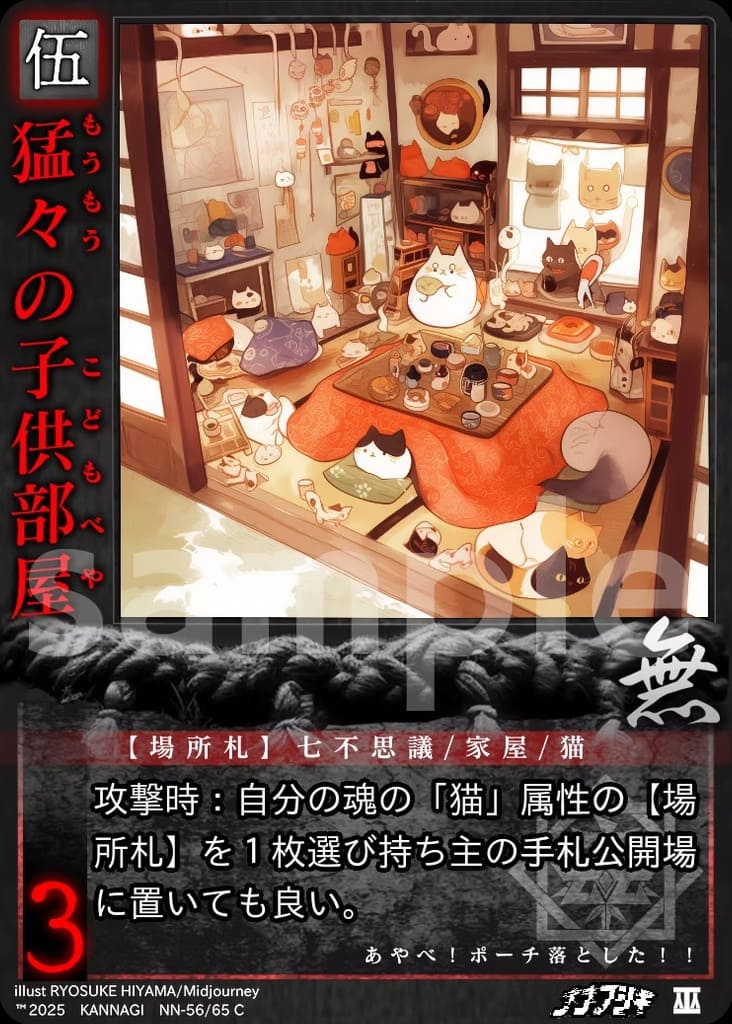 伍
猛々の子供部屋
もうもう こどもべや
sample
無
【場所札】七不思議/家屋/猫
攻撃時：自分の魂の「猫」属性の【場
所札】を１枚選び持ち主の手札公開場
に置いても良い。
3
あやべ！ポーチ落とした！！
illust RYOSUKE HIYAMA/Midjourney
™2025 KANNAGI NN-56/65 C